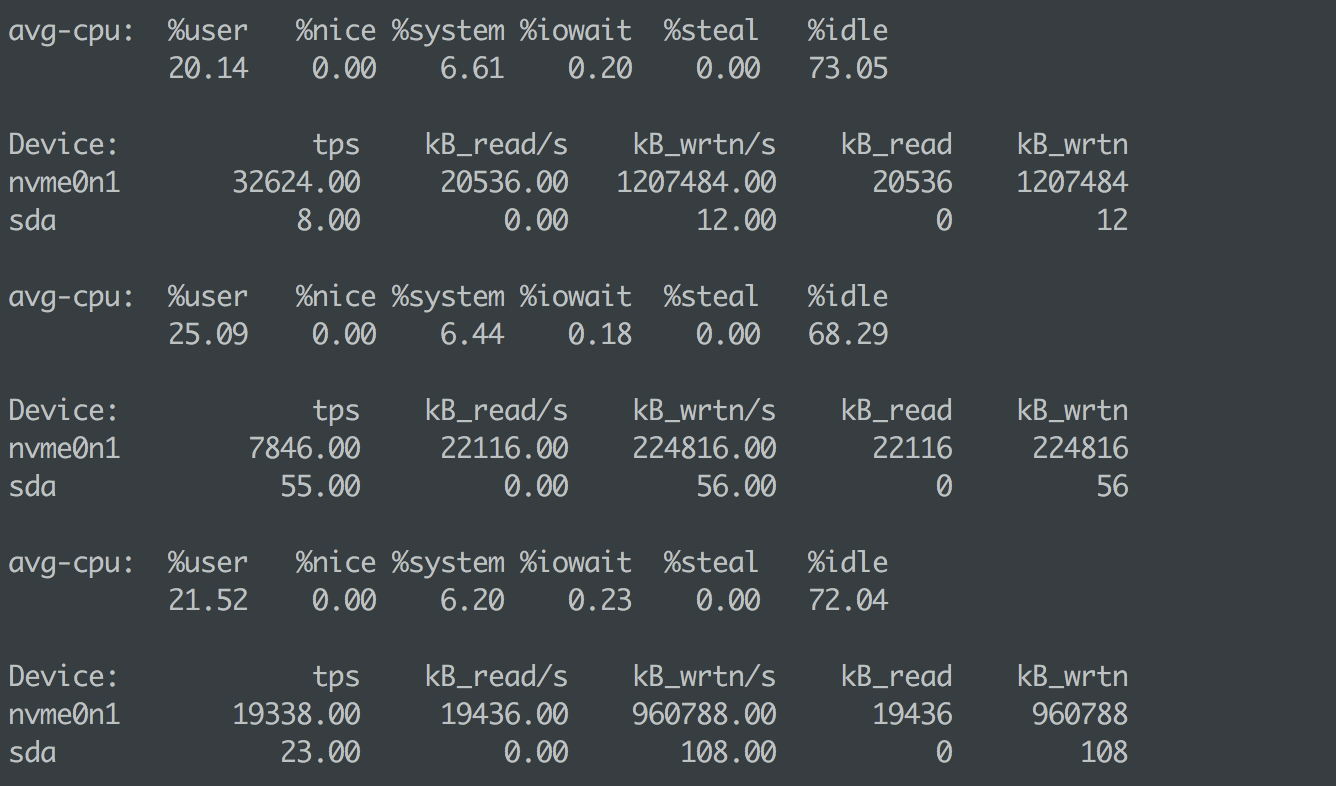 avg-cpu:  %user   %nice %system %iowait  %steal   %idle
          20.14    0.00    6.61    0.20    0.00   73.05
Device:            tps    kB_read/s    kB_wrtn/s    kB_read    kB_wrtn
nvme0n1       32624.00     20536.00   1207484.00      20536    1207484
sda               8.00         0.00        12.00          0         12
avg-cpu:  %user   %nice %system %iowait  %steal   %idle
          25.09    0.00    6.44    0.18    0.00   68.29
Device:            tps    kB_read/s    kB_wrtn/s    kB_read    kB_wrtn
nvme0n1        7846.00     22116.00    224816.00      22116     224816
sda              55.00         0.00        56.00          0         56
avg-cpu:  %user   %nice %system %iowait  %steal   %idle
          21.52    0.00    6.20    0.23    0.00   72.04
Device:            tps    kB_read/s    kB_wrtn/s    kB_read    kB_wrtn
nvme0n1       19338.00     19436.00    960788.00      19436     960788
sda              23.00         0.00       108.00          0        108